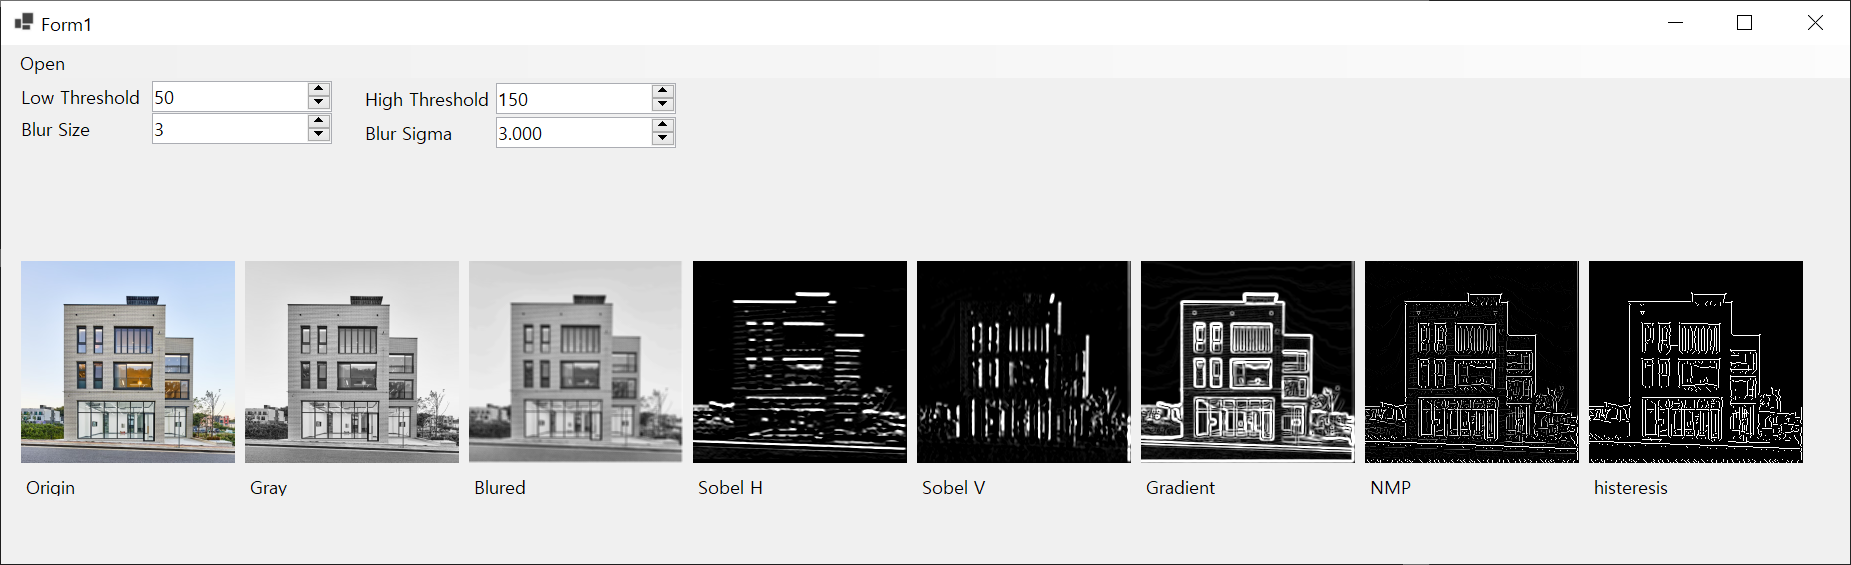 Form1
Open
Low Threshold 50 High Threshold 150
Blur Size 3 Blur Sigma 3.000
Origin Gray Blured Sobel H Sobel V Gradient NMP histeresis